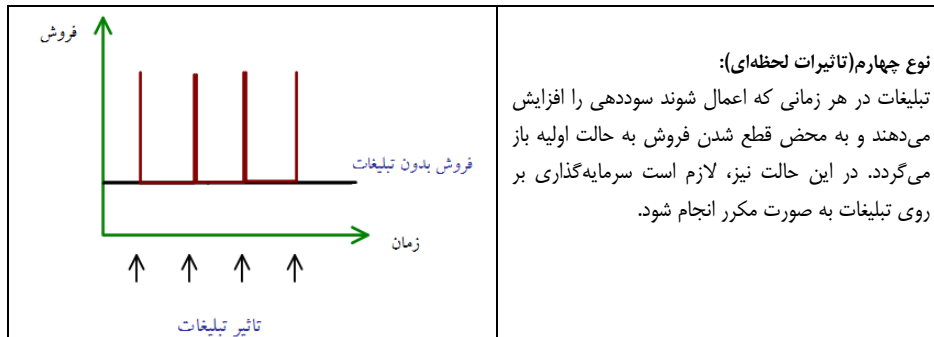 نوع چهارم(تاثیرات لحظه‌ای):
تبلیغات در هر زمانی که اعمال شوند سوددهی را افزایش
می‌دهند و به محض قطع شدن فروش به حالت اولیه باز
می‌گردد. در این حالت نیز، لازم است سرمایه‌گذاری بر
روی تبلیغات به صورت مکرر انجام شود.
فروش
فروش بدون تبلیغات
زمان
تاثیر تبلیغات